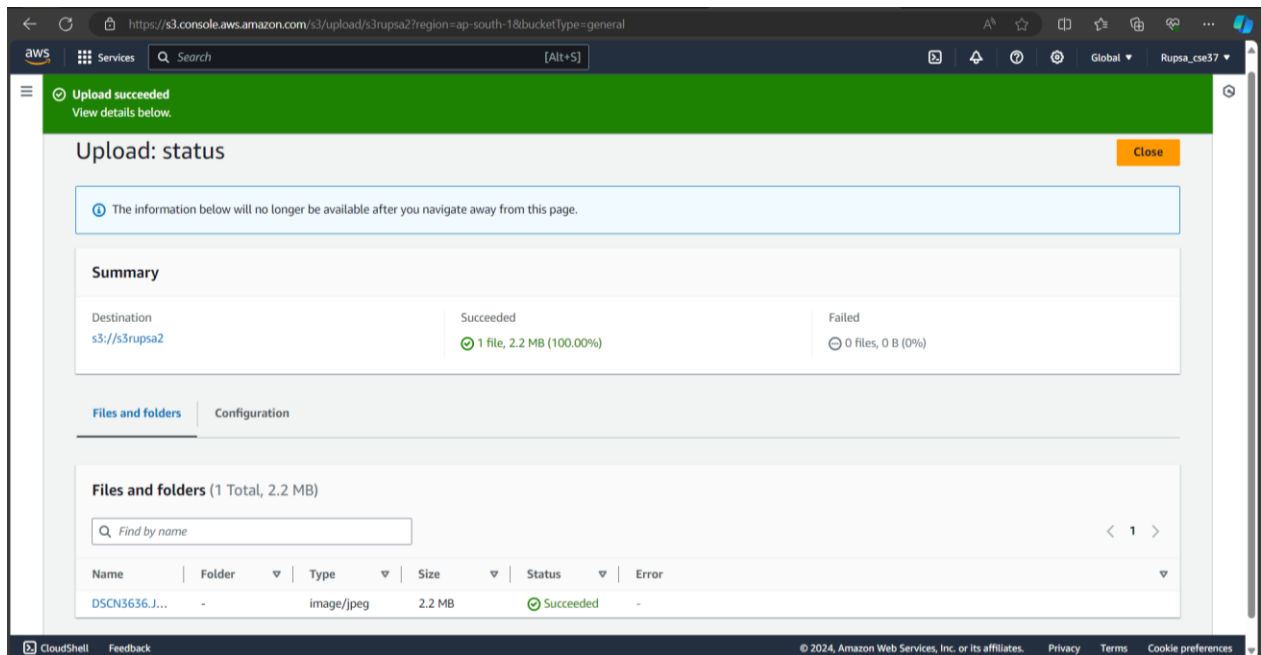 https://s3.console.aws.amazon.com/s3/upload/s3rupsa2?region=ap-south-1&bucketType=general
aws Services Search [Alt+S] Global Rupsa_cse37
Upload succeeded
View details below.
Upload: status Close
The information below will no longer be available after you navigate away from this page.
Summary
Destination Succeeded Failed
s3://s3rupsa2 1 file, 2.2 MB (100.00%) 0 files, 0 B (0%)
Files and folders Configuration
Files and folders (1 Total, 2.2 MB)
Find by name 1
Name Folder Type Size Status Error
DSCN3636.J... - image/jpeg 2.2 MB Succeeded -
CloudShell Feedback © 2024, Amazon Web Services, Inc. or its affiliates. Privacy Terms Cookie preferences